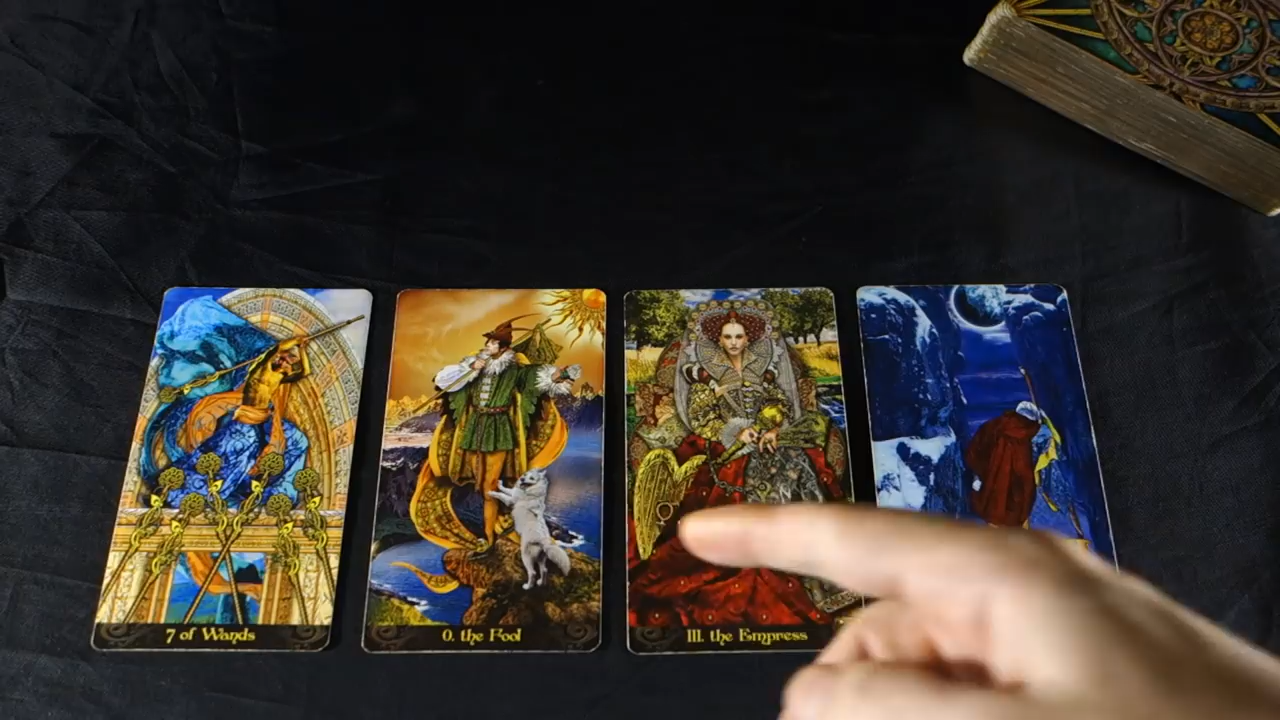 7 of Wands
0. the Fool
III. the Empress